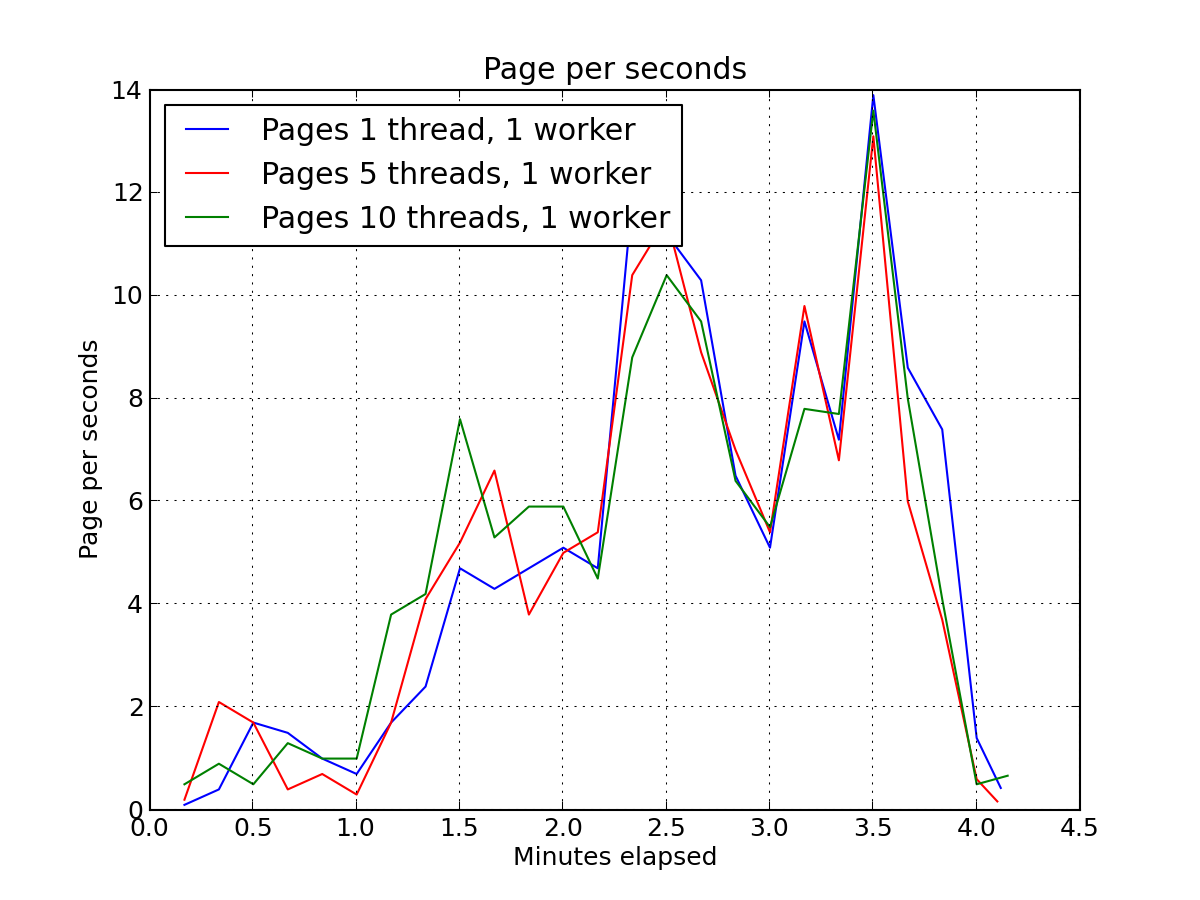 Page per seconds
14
Pages 1 thread, 1 worker
Pages 5 threads, 1 worker
Pages 10 threads, 1 worker
12
10
8
6
4
2
0
Page per seconds
0.0 0.5 1.0 1.5 2.0 2.5 3.0 3.5 4.0 4.5
Minutes elapsed